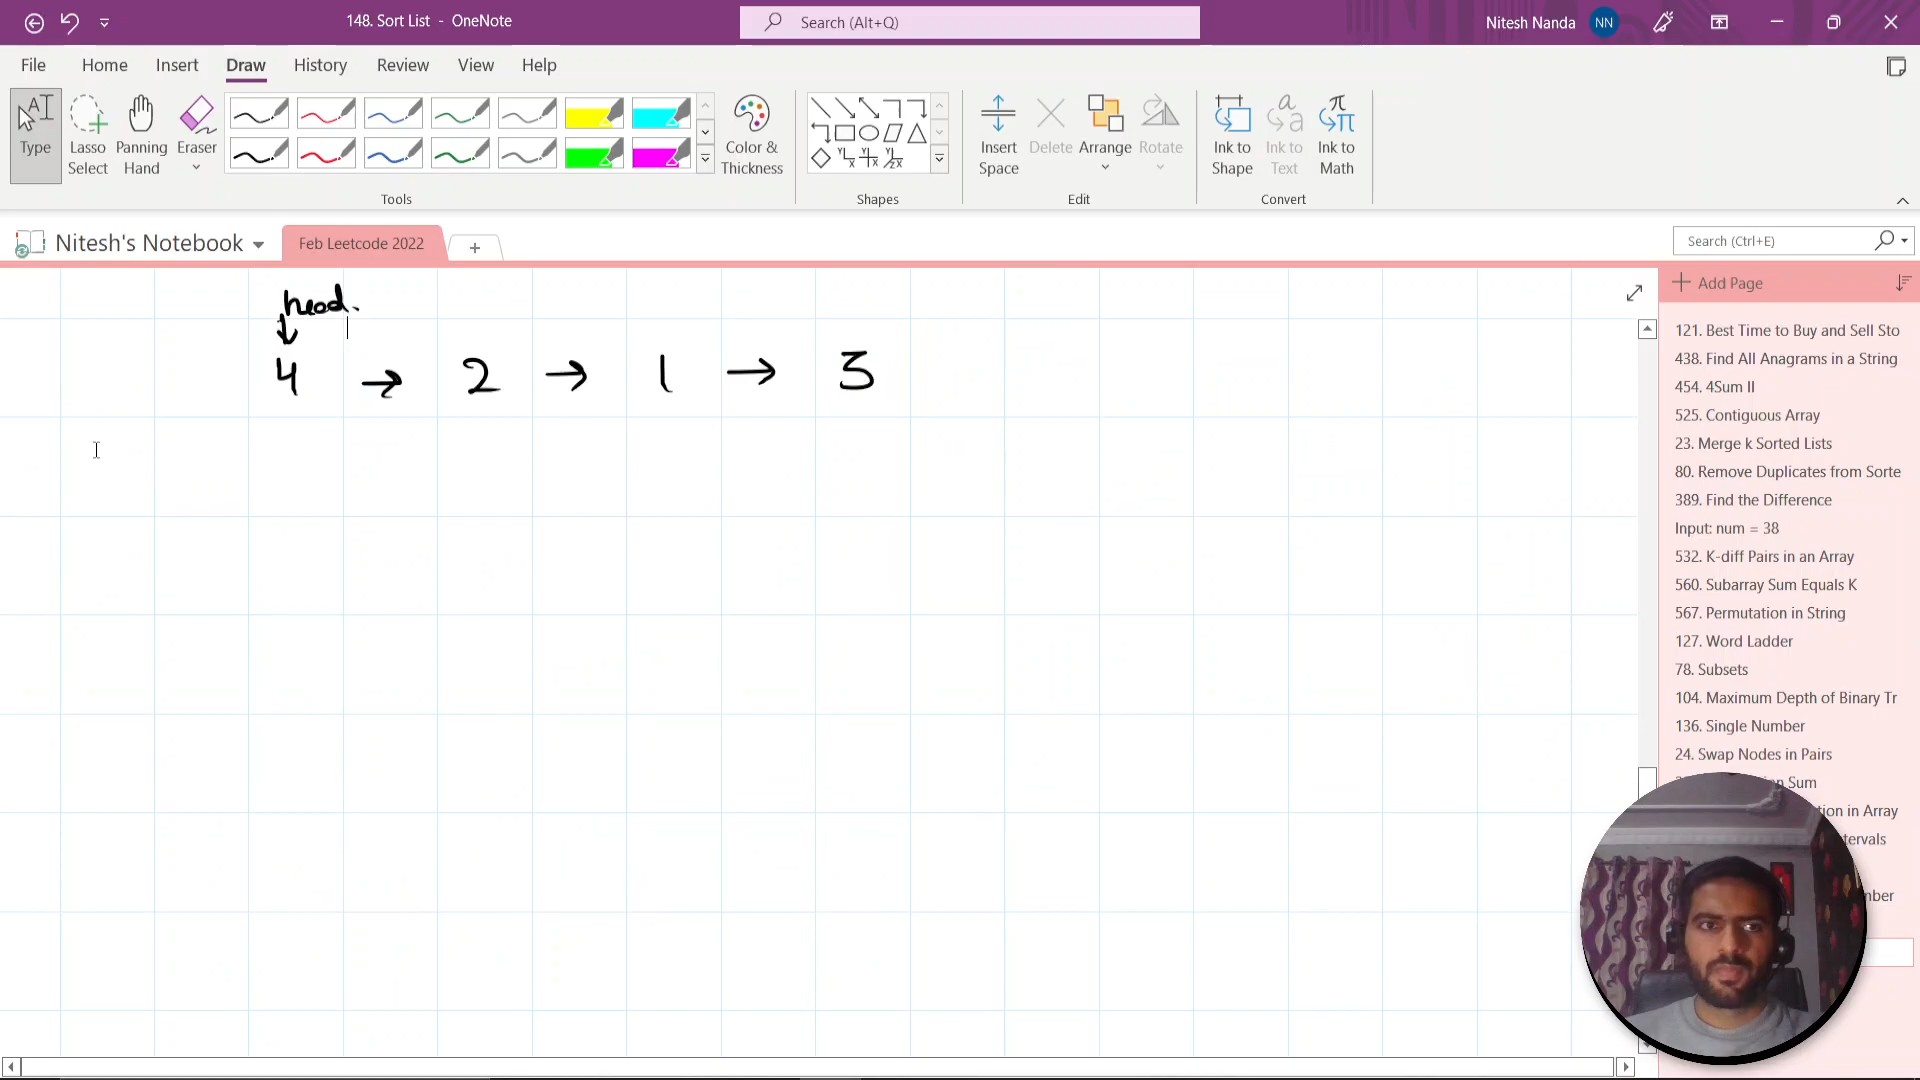 148. Sort List - OneNote
Search (Alt+Q)
Nitesh Nanda
NN
File Home Insert Draw History Review View Help
Type
Lasso Select
Panning Hand
Eraser
Color & Thickness
Insert Space
Delete
Arrange
Rotate
Ink to Shape
Ink to Text
Ink to Math
Tools
Shapes
Edit
Convert
Nitesh's Notebook
Feb Leetcode 2022
Search (Ctrl+E)
head.
4 → 2 → 1 → 3
Add Page
121. Best Time to Buy and Sell Sto
438. Find All Anagrams in a String
454. 4Sum II
525. Contiguous Array
23. Merge k Sorted Lists
80. Remove Duplicates from Sorte
389. Find the Difference
Input: num = 38
532. K-diff Pairs in an Array
560. Subarray Sum Equals K
567. Permutation in String
127. Word Ladder
78. Subsets
104. Maximum Depth of Binary Tr
136. Single Number
24. Swap Nodes in Pairs
Sum
in Array